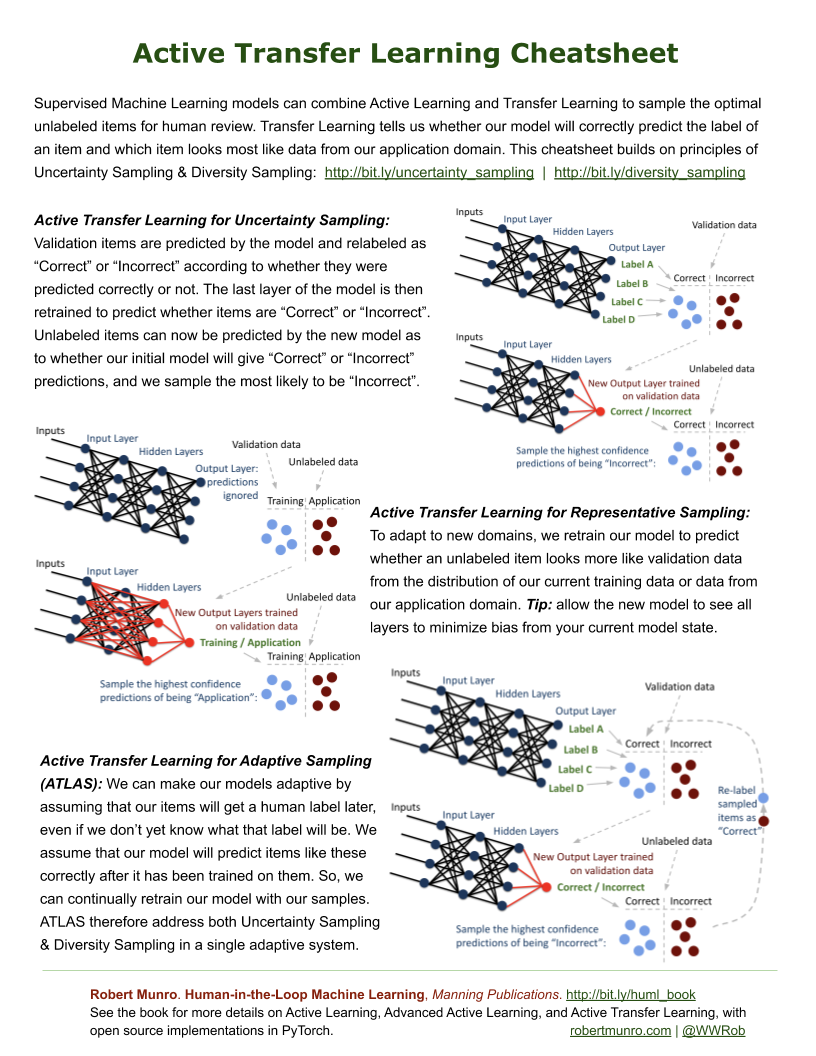 Active Transfer Learning Cheatsheet
Supervised Machine Learning models can combine Active Learning and Transfer Learning to sample the optimal
unlabeled items for human review. Transfer Learning tells us whether our model will correctly predict the label of
an item and which item looks most like data from our application domain. This cheatsheet builds on principles of
Uncertainty Sampling & Diversity Sampling: http://bit.ly/uncertainty_sampling | http://bit.ly/diversity_sampling
Active Transfer Learning for Uncertainty Sampling:
Validation items are predicted by the model and relabeled as
“Correct” or “Incorrect” according to whether they were
predicted correctly or not. The last layer of the model is then
retrained to predict whether items are “Correct” or “Incorrect”.
Unlabeled items can now be predicted by the new model as
to whether our initial model will give “Correct” or “Incorrect”
predictions, and we sample the most likely to be “Incorrect”.
Inputs
Input Layer
Hidden Layers
Output Layer
Validation data
Label A
Label B
Label C
Label D
Correct Incorrect
Inputs
Input Layer
Hidden Layers
New Output Layer trained
on validation data
Correct / Incorrect
Unlabeled data
Correct Incorrect
Sample the highest confidence
predictions of being “Incorrect”:
Inputs
Input Layer
Hidden Layers
Output Layer:
predictions
ignored
Validation data
Unlabeled data
Training Application
Inputs
Input Layer
Hidden Layers
New Output Layers trained
on validation data
Training / Application
Unlabeled data
Training Application
Sample the highest confidence
predictions of being “Application”:
Active Transfer Learning for Representative Sampling:
To adapt to new domains, we retrain our model to predict
whether an unlabeled item looks more like validation data
from the distribution of our current training data or data from
our application domain. Tip: allow the new model to see all
layers to minimize bias from your current model state.
Active Transfer Learning for Adaptive Sampling
(ATLAS): We can make our models adaptive by
assuming that our items will get a human label later,
even if we don’t yet know what that label will be. We
assume that our model will predict items like these
correctly after it has been trained on them. So, we
can continually retrain our model with our samples.
ATLAS therefore address both Uncertainty Sampling
& Diversity Sampling in a single adaptive system.
Inputs
Input Layer
Hidden Layers
Output Layer
Validation data
Label A
Label B
Label C
Label D
Correct Incorrect
Re-label
sampled
items as
“Correct”
Inputs
Input Layer
Hidden Layers
New Output Layer trained
on validation data
Correct / Incorrect
Unlabeled data
Correct Incorrect
Sample the highest confidence
predictions of being “Incorrect”:
Robert Munro. Human-in-the-Loop Machine Learning, Manning Publications. http://bit.ly/huml_book
See the book for more details on Active Learning, Advanced Active Learning, and Active Transfer Learning, with
open source implementations in PyTorch.
robertmunro.com | @WWRob